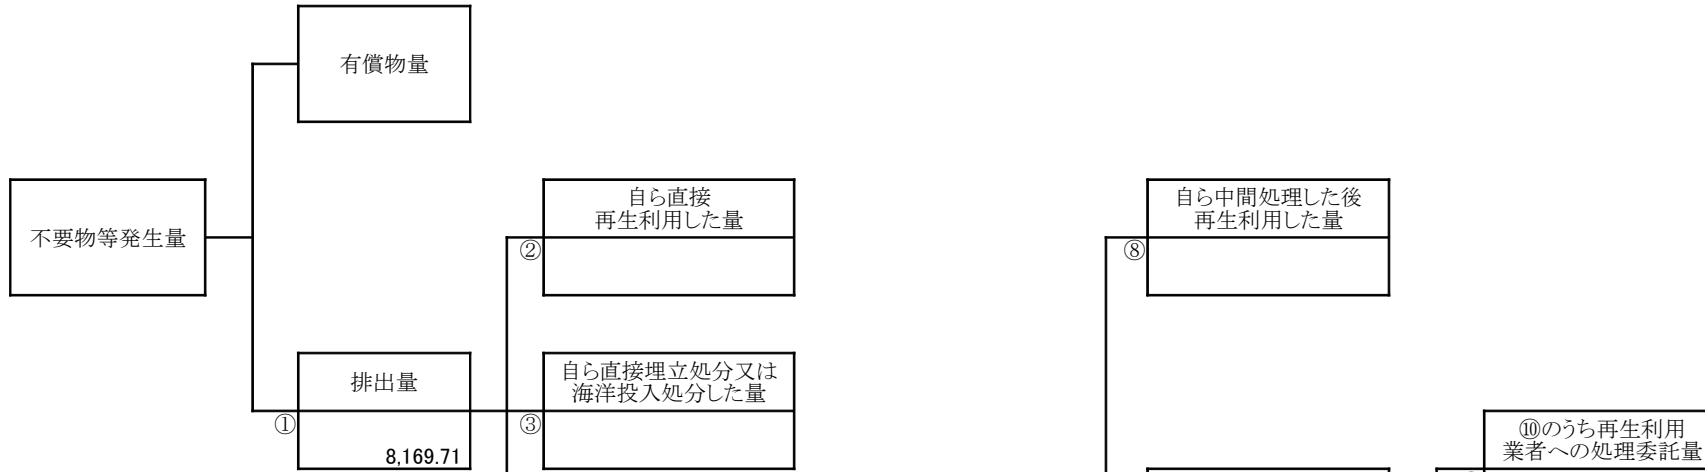 有償物量
不要物等発生量
自ら直接
再生利用した量
②
自ら中間処理した後
再生利用した量
⑧
排出量
①
8,169.71
自ら直接埋立処分又は
海洋投入処分した量
③
⑩のうち再生利用
業者への処理委託量